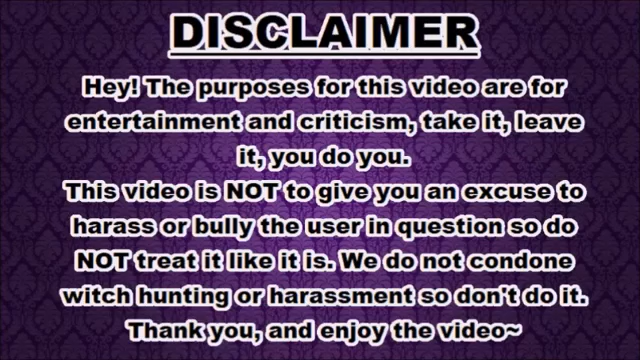 DISCLAIMER
Hey! The purposes for this video are for
entertainment and criticism, take it, leave
it, you do you.
This video is NOT to give you an excuse to
harass or bully the user in question so do
NOT treat it like it is. We do not condone
witch hunting or harassment so don't do it.
Thank you, and enjoy the video~